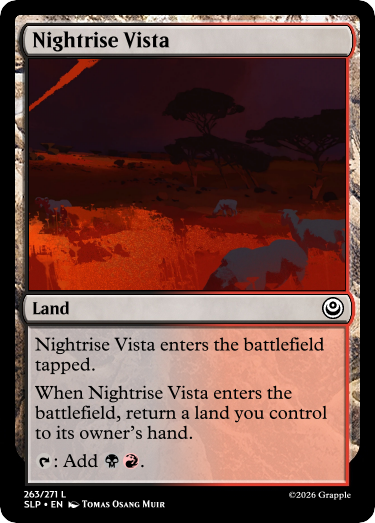 Nightrise Vista
Land
Nightrise Vista enters the battlefield
tapped.
When Nightrise Vista enters the
battlefield, return a land you control
to its owner's hand.
: Add .
263/271 L
SLP • EN Tomas Osang Muir
©2026 Grapple